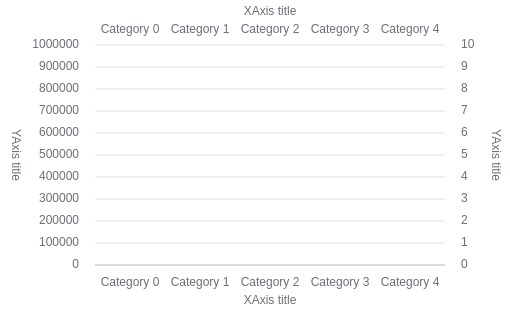 XAxis title
Category 0 Category 1 Category 2 Category 3 Category 4
1000000 10
900000 9
800000 8
700000 7
600000 6
YAxis title YAxis title
500000 5
400000 4
300000 3
200000 2
100000 1
0 0
Category 0 Category 1 Category 2 Category 3 Category 4
XAxis title